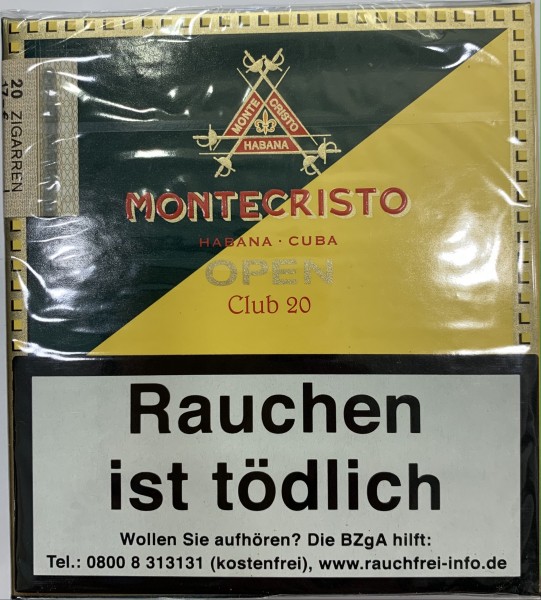 20 ZIGARREN
MONTE CRISTO
HABANA
MONTECRISTO
HABANA · CUBA
OPEN
Club 20
Rauchen
ist tödlich
Wollen Sie aufhören? Die BZgA hilft:
Tel.: 0800 8 313131 (kostenfrei), www.rauchfrei-info.de